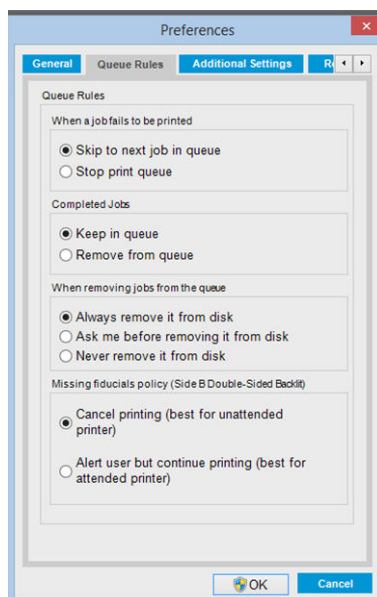 Preferences
General Queue Rules Additional Settings
Queue Rules
When a job fails to be printed
Skip to next job in queue
Stop print queue
Completed Jobs
Keep in queue
Remove from queue
When removing jobs from the queue
Always remove it from disk
Ask me before removing it from disk
Never remove it from disk
Missing fiducials policy (Side B Double-Sided Backlit)
Cancel printing (best for unattended
printer)
Alert user but continue printing (best for
attended printer)
OK Cancel